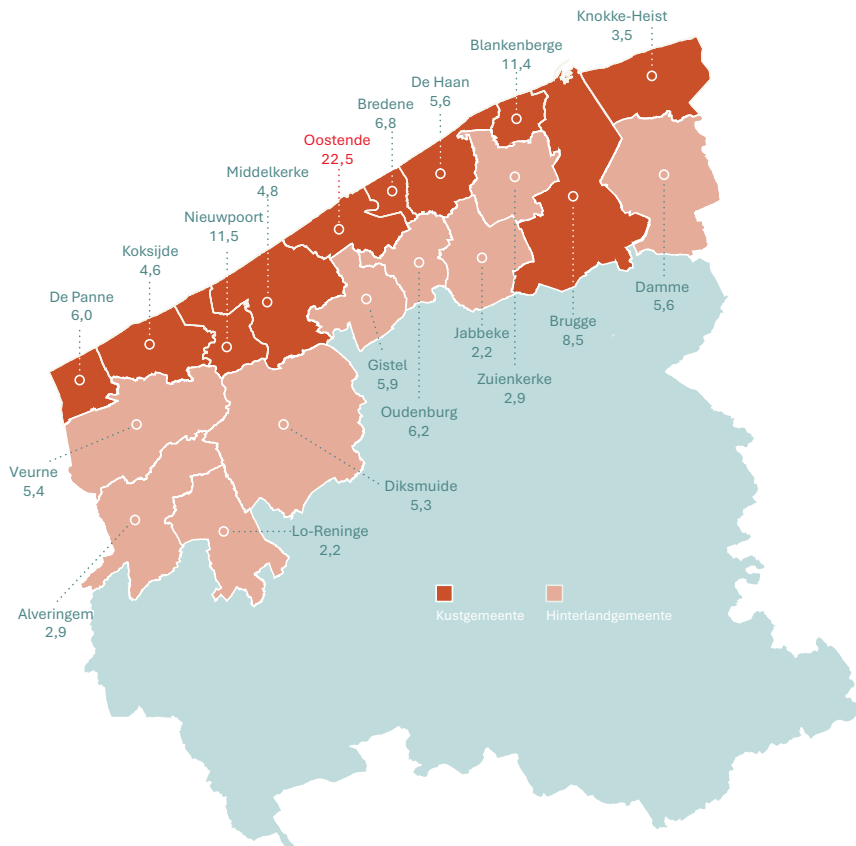 Knokke-Heist
3,5
Blankenberge
11,4
De Haan
5,6
Bredene
6,8
Oostende
22,5
Middelkerke
4,8
Nieuwpoort
11,5
Koksijde
4,6
De Panne
6,0
Damme
5,6
Brugge
8,5
Jabbeke
2,2
Zuienkerke
2,9
Gistel
5,9
Oudenburg
6,2
Veurne
5,4
Diksmuide
5,3
Lo-Reninge
2,2
Alveringem
2,9
Kustgemeente
Hinterlandgemeente